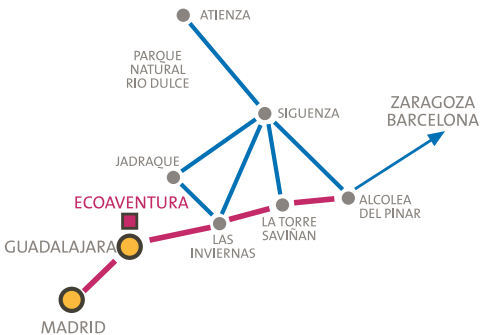 ATIENZA
PARQUE
NATURAL
RIO DULCE
SIGUENZA
ZARAGOZA
BARCELONA
JADRAQUE
ECOAVENTURA
ALCOLEA
DEL PINAR
LA TORRE
SAVIÑAN
GUADALAJARA
LAS
INVIERNAS
MADRID